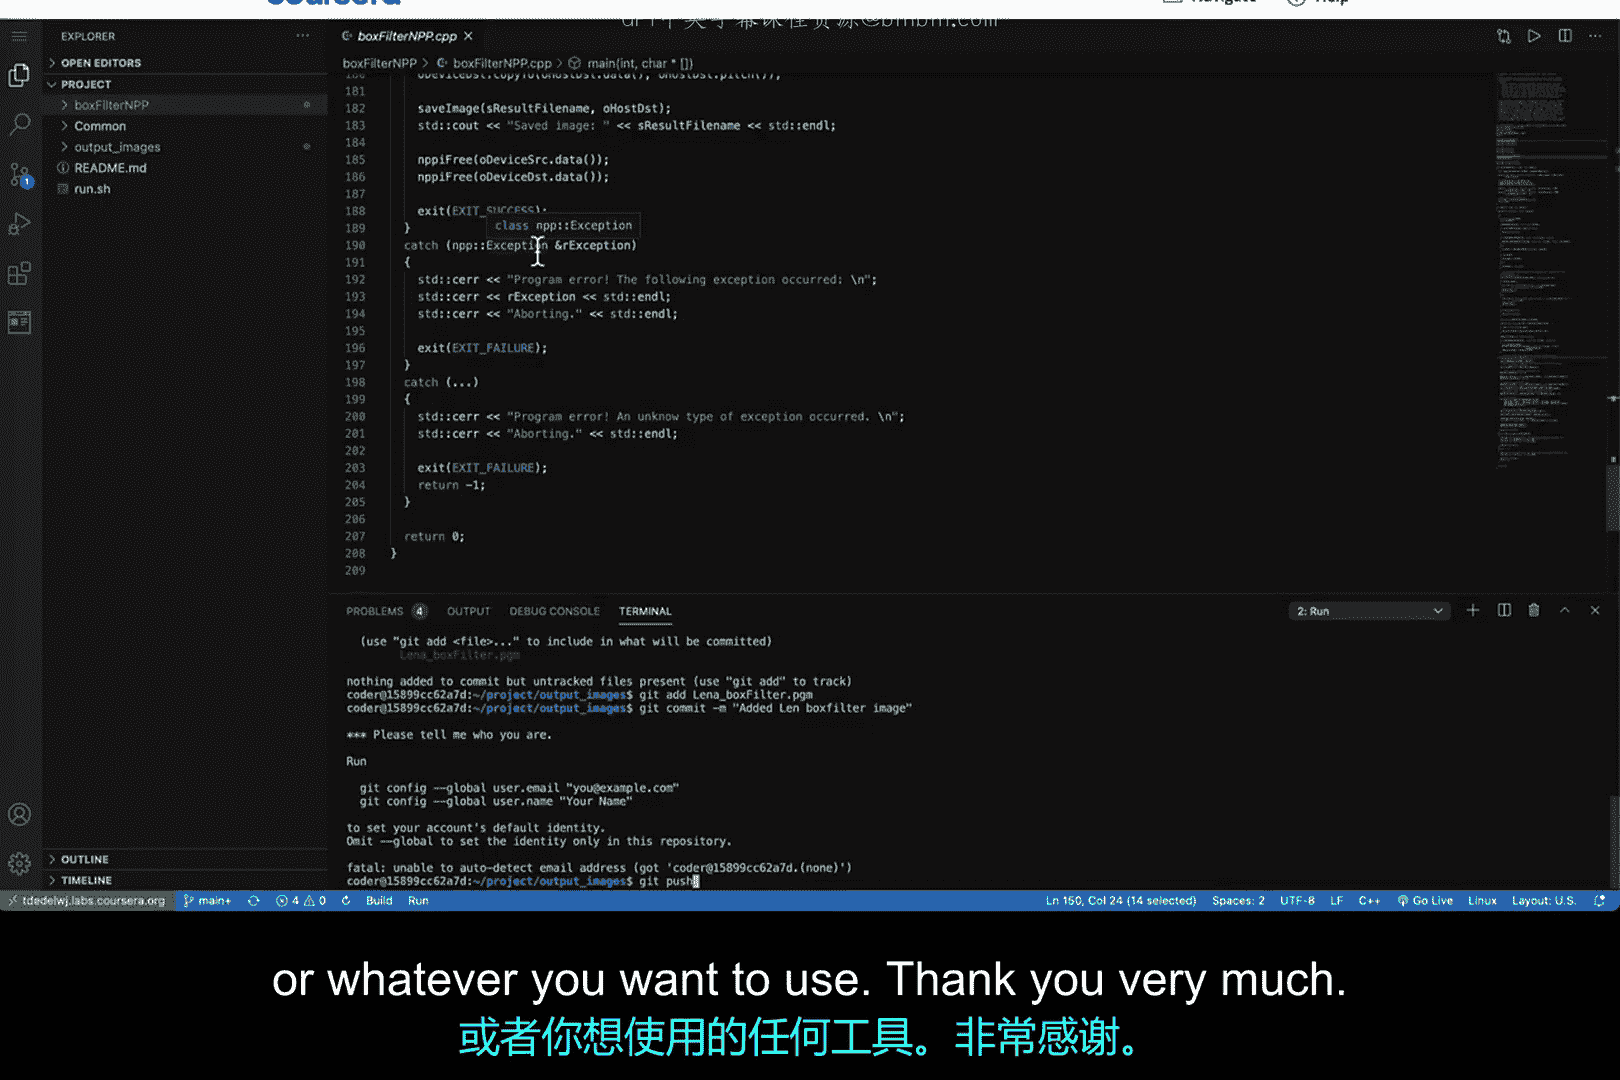 coursera
Navigate
Help
EXPLORER
boxFilterNPP.cpp
OPEN EDITORS
boxFilterNPP > boxFilterNPP.cpp > main(int, char * [])
PROJECT
boxFilterNPP
Common
output_images
README.md
run.sh
180 oDeviceDst.copyTo(oHostDst.data(), oHostDst.pitch());
181
182 saveImage(sResultFilename, oHostDst);
183 std::cout << "Saved image: " << sResultFilename << std::endl;
184
185 nppiFree(oDeviceSrc.data());
186 nppiFree(oDeviceDst.data());
187
188 exit(EXIT_SUCCESS);
class npp::Exception
189 }
190 catch (npp::Exception &rException)
191 {
192 std::cerr << "Program error! The following exception occurred: \n";
193 std::cerr << rException << std::endl;
194 std::cerr << "Aborting." << std::endl;
195
196 exit(EXIT_FAILURE);
197 }
198 catch (...)
199 {
200 std::cerr << "Program error! An unknow type of exception occurred. \n";
201 std::cerr << "Aborting." << std::endl;
202
203 exit(EXIT_FAILURE);
204 return -1;
205 }
206
207 return 0;
208 }
209
PROBLEMS 4 OUTPUT DEBUG CONSOLE TERMINAL 2: Run
(use "git add <file>..." to include in what will be committed)
Lena_boxFilter.pgm
nothing added to commit but untracked files present (use "git add" to track)
coder@15899cc62a7d:~/project/output_images$ git add Lena_boxFilter.pgm
coder@15899cc62a7d:~/project/output_images$ git commit -m "Added Len boxfilter image"
*** Please tell me who you are.
Run
git config --global user.email "you@example.com"
git config --global user.name "Your Name"
to set your account's default identity.
Omit --global to set the identity only in this repository.
fatal: unable to auto-detect email address (got 'coder@15899cc62a7d.(none)')
coder@15899cc62a7d:~/project/output_images$ git push
1
OUTLINE
TIMELINE
tdedelwj.labs.coursera.org main+ 4 0 Build Run Ln 150, Col 24 (14 selected) Spaces: 2 UTF-8 LF C++ Go Live Linux Layout: U.S.
or whatever you want to use. Thank you very much.
或者你想使用的任何工具。非常感谢。